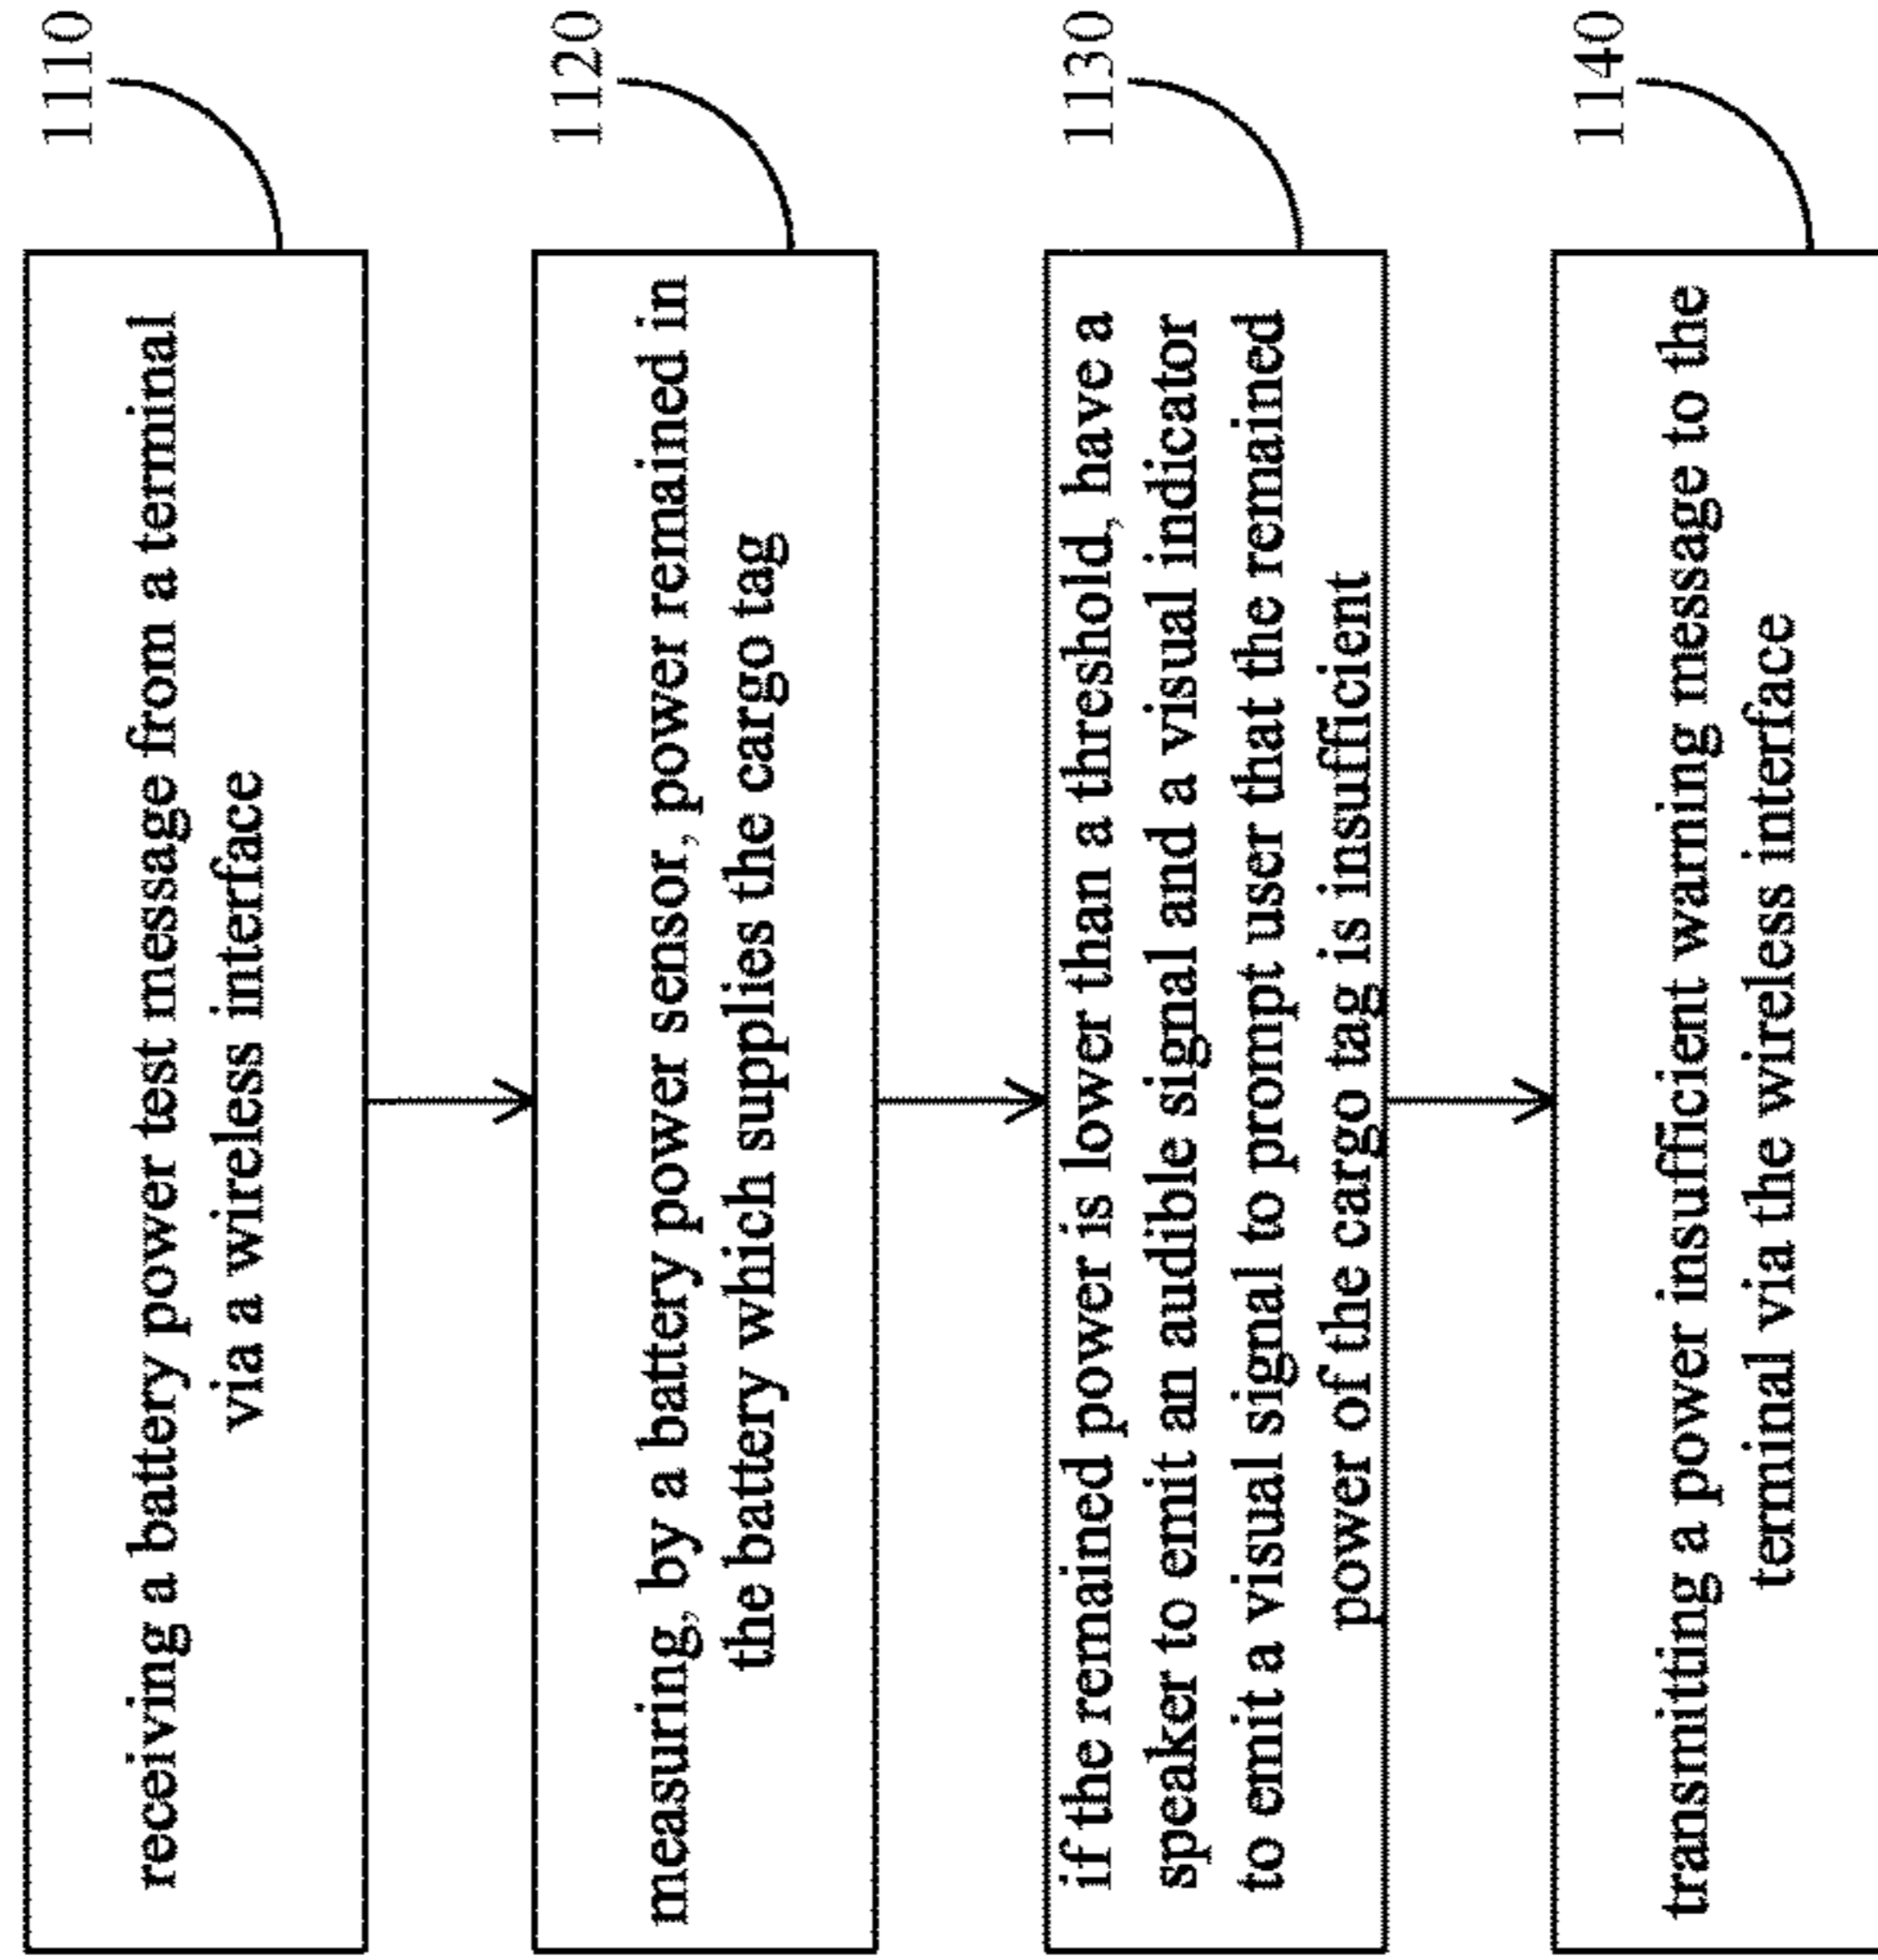 1110
receiving a battery power test message from a terminal
via a wireless interface
1120
measuring, by a battery power sensor, power remained in
the battery which supplies the cargo tag
1130
if the remained power is lower than a threshold, have a
speaker to emit an audible signal and a visual indicator
to emit a visual signal to prompt user that the remained
power of the cargo tag is insufficient
1140
transmitting a power insufficient warning message to the
terminal via the wireless interface